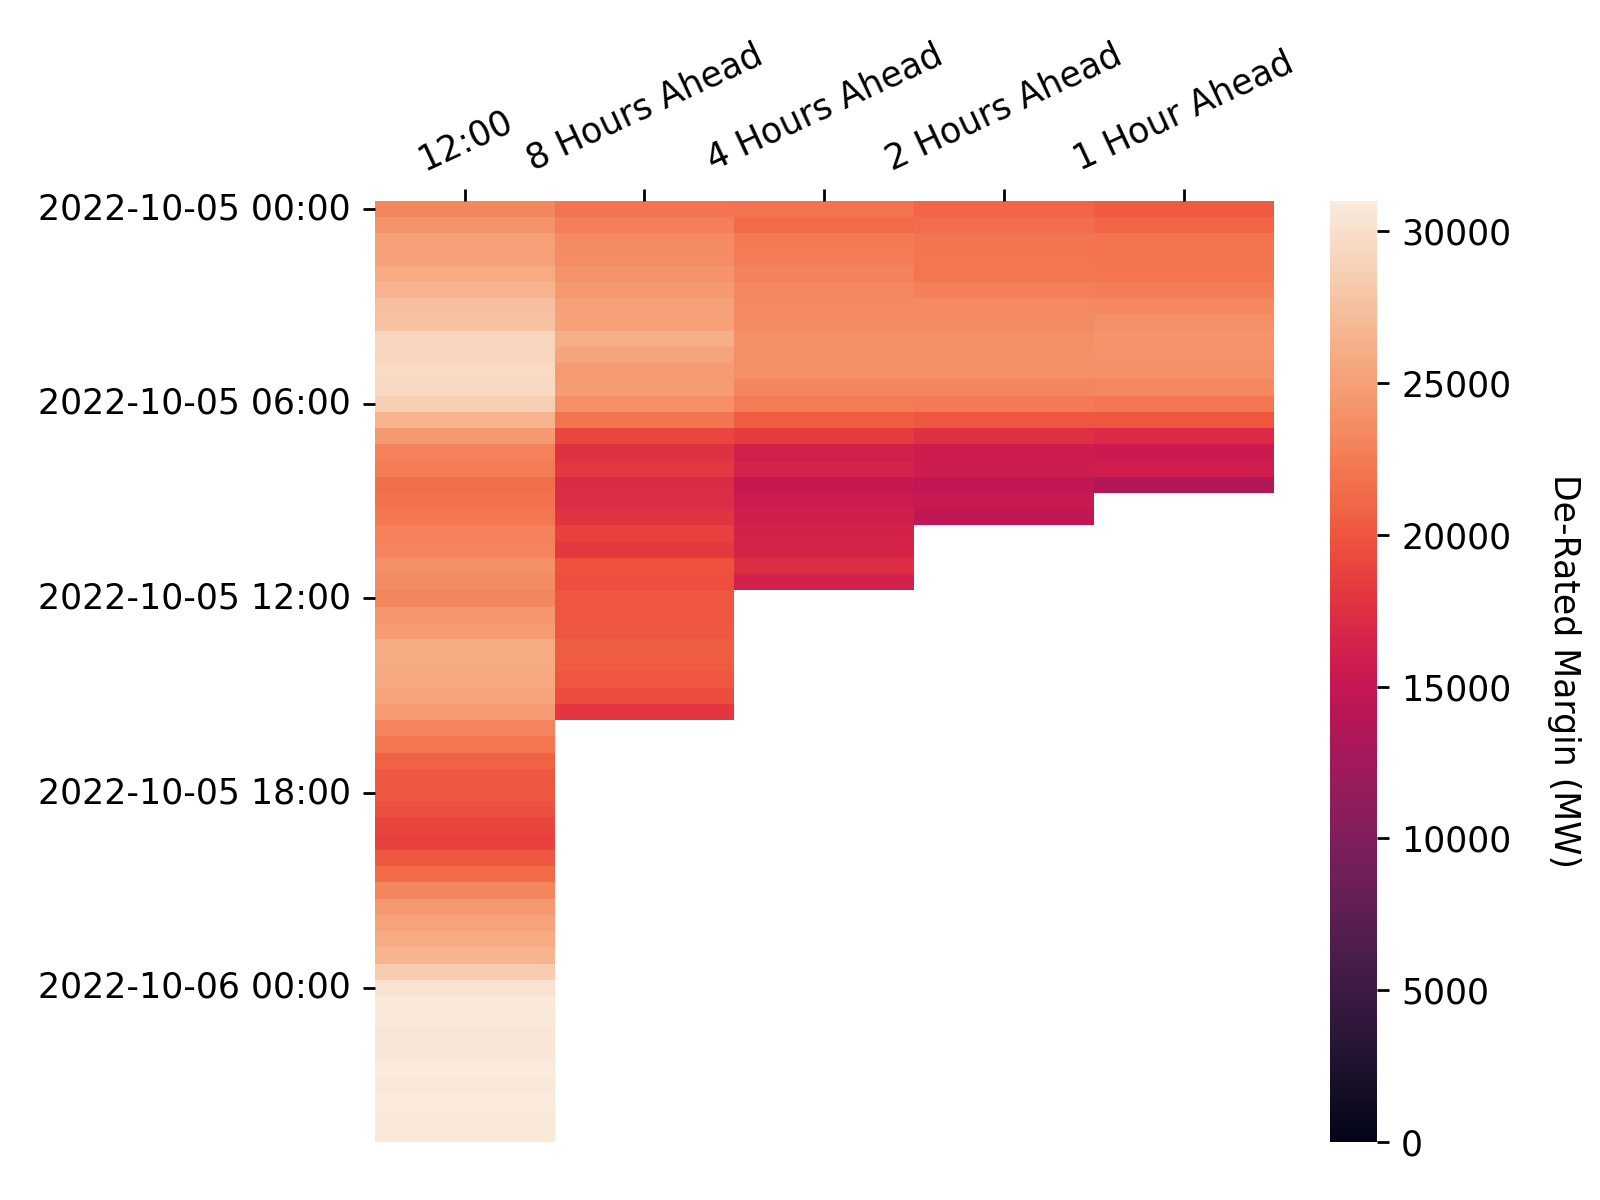 12:00
8 Hours Ahead
4 Hours Ahead
2 Hours Ahead
1 Hour Ahead
2022-10-05 00:00
2022-10-05 06:00
2022-10-05 12:00
2022-10-05 18:00
2022-10-06 00:00
30000
25000
20000
15000
10000
5000
0
De-Rated Margin (MW)